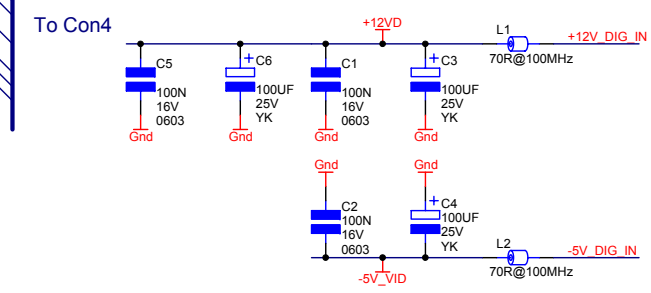 To Con4
+12VD
L1
+12V_DIG_IN
70R@100MHz
C5
100N
16V
0603
Gnd
+
C6
100UF
25V
YK
Gnd
C1
100N
16V
0603
Gnd
+
C3
100UF
25V
YK
Gnd
Gnd
C2
100N
16V
0603
Gnd
+
C4
100UF
25V
YK
-5V_VID
L2
-5V_DIG_IN
70R@100MHz